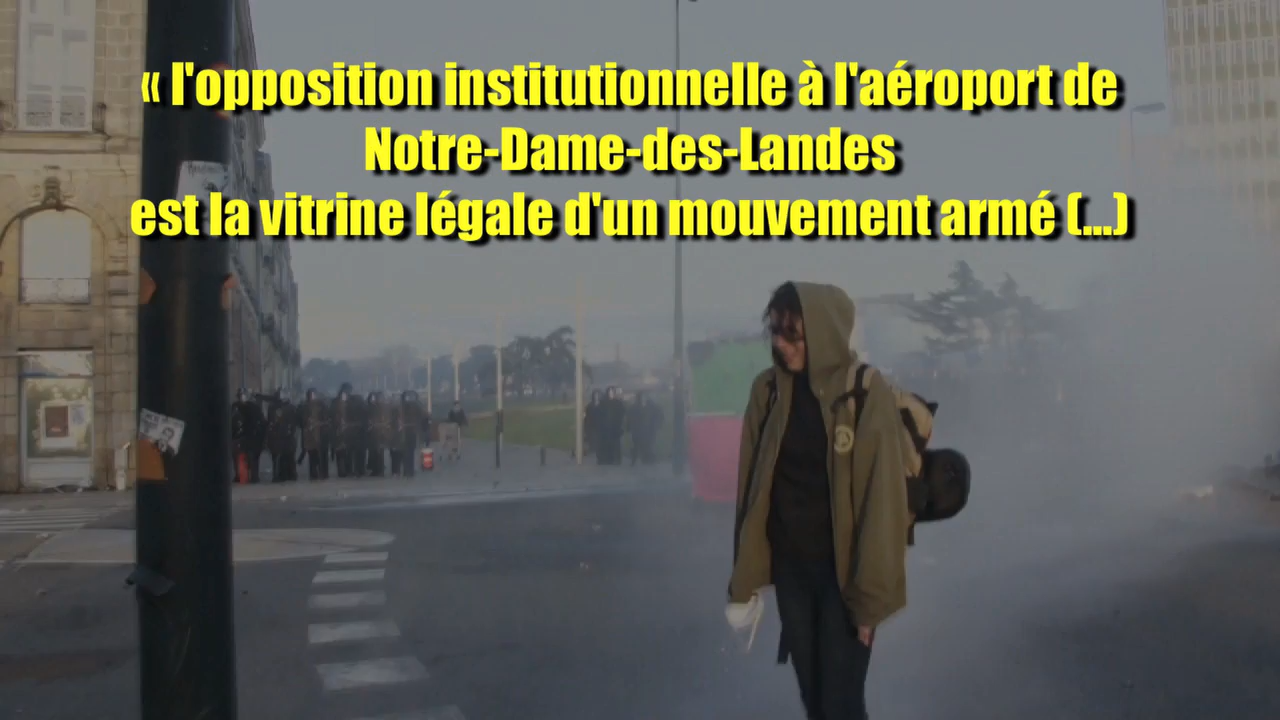 « l'opposition institutionnelle à l'aéroport de
Notre-Dame-des-Landes
est la vitrine légale d'un mouvement armé (...)